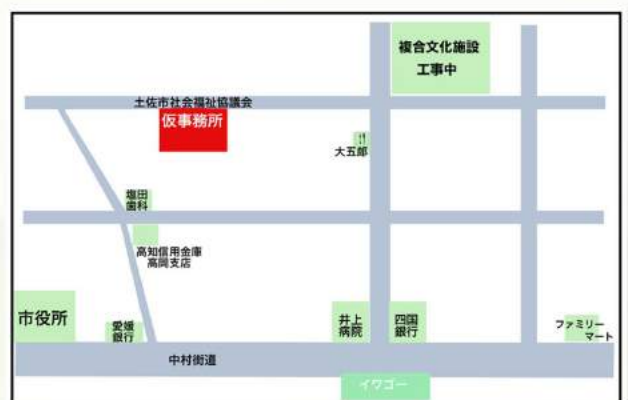 複合文化施設
工事中
土佐市社会福祉協議会
仮事務所
大五郎
塩田
歯科
高知信用金庫
高岡支店
市役所
愛媛
銀行
井上
病院
四国
銀行
ファミリー
マート
中村街道
イワゴー